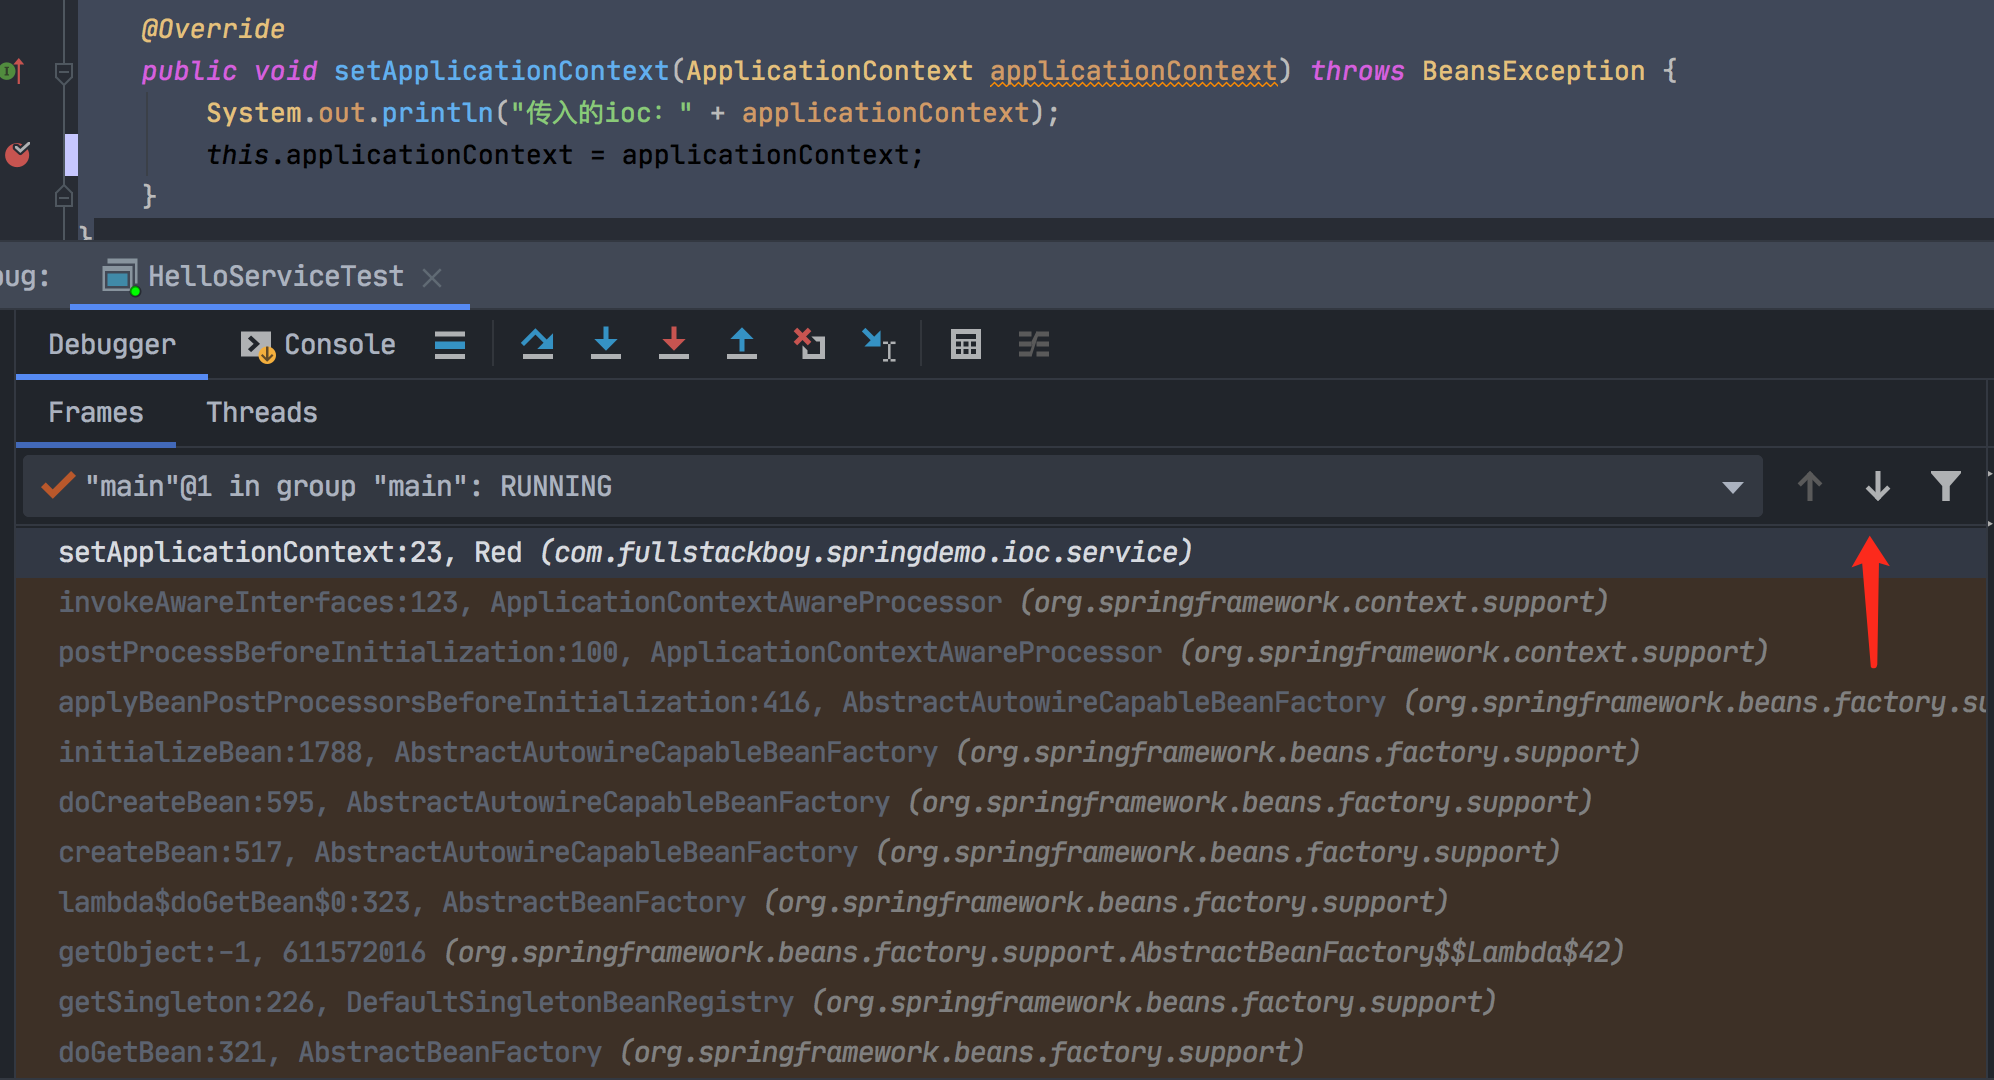 @Override
public void setApplicationContext(ApplicationContext applicationContext) throws BeansException {
System.out.println("传入的ioc: " + applicationContext);
this.applicationContext = applicationContext;
}
}
bug: HelloServiceTest
Debugger Console
Frames Threads
"main"@1 in group "main": RUNNING
setApplicationContext:23, Red (com.fullstackboy.springdemo.ioc.service)
invokeAwareInterfaces:123, ApplicationContextAwareProcessor (org.springframework.context.support)
postProcessBeforeInitialization:100, ApplicationContextAwareProcessor (org.springframework.context.support)
applyBeanPostProcessorsBeforeInitialization:416, AbstractAutowireCapableBeanFactory (org.springframework.beans.factory.su
initializeBean:1788, AbstractAutowireCapableBeanFactory (org.springframework.beans.factory.support)
doCreateBean:595, AbstractAutowireCapableBeanFactory (org.springframework.beans.factory.support)
createBean:517, AbstractAutowireCapableBeanFactory (org.springframework.beans.factory.support)
lambda$doGetBean$0:323, AbstractBeanFactory (org.springframework.beans.factory.support)
getObject:-1, 611572016 (org.springframework.beans.factory.support.AbstractBeanFactory$$Lambda$42)
getSingleton:226, DefaultSingletonBeanRegistry (org.springframework.beans.factory.support)
doGetBean:321, AbstractBeanFactory (org.springframework.beans.factory.support)